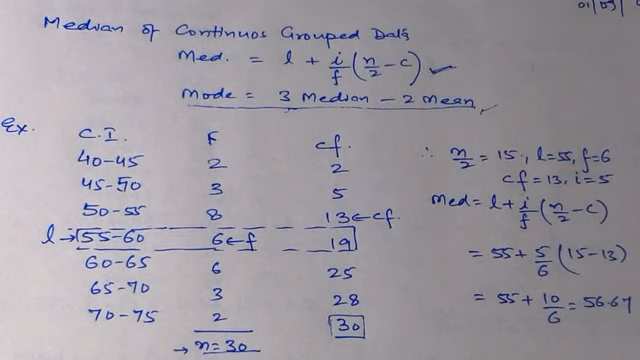 01/03/
Median of Continuos Grouped Data
Med. = l + i/f (n/2 - c) ✓
Mode = 3 Median - 2 Mean
Ex. C.I. F cf
40-45 2 2
45-50 3 5
50-55 8 13 ← cf
l → 55-60 6 ← f 19
60-65 6 25
65-70 3 28
70-75 2 30
→ n=30
∴ n/2 = 15, l=55, f=6
cf=13, i=5
Med = l + i/f (n/2 - c)
= 55 + 5/6 (15-13)
= 55 + 10/6 = 56.67